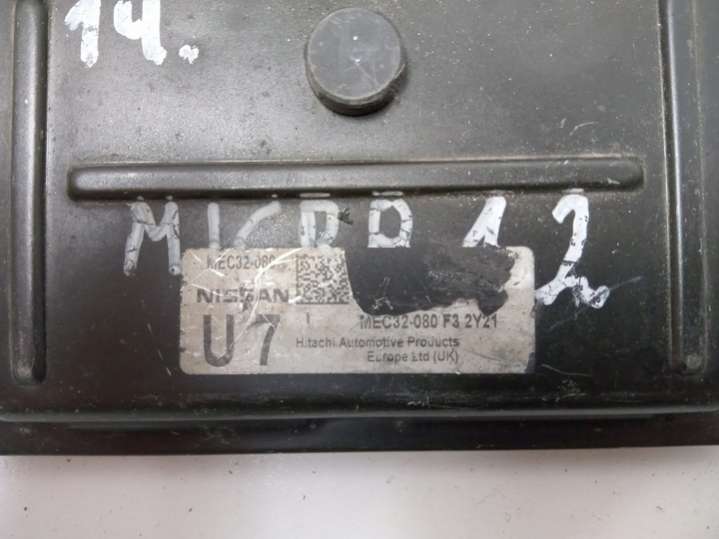 14.
MICRA 1,2
MEC32-080
NISSAN
U7
MEC32-080 F3 2Y21
Hitachi Automotive Products
Europe Ltd (UK)